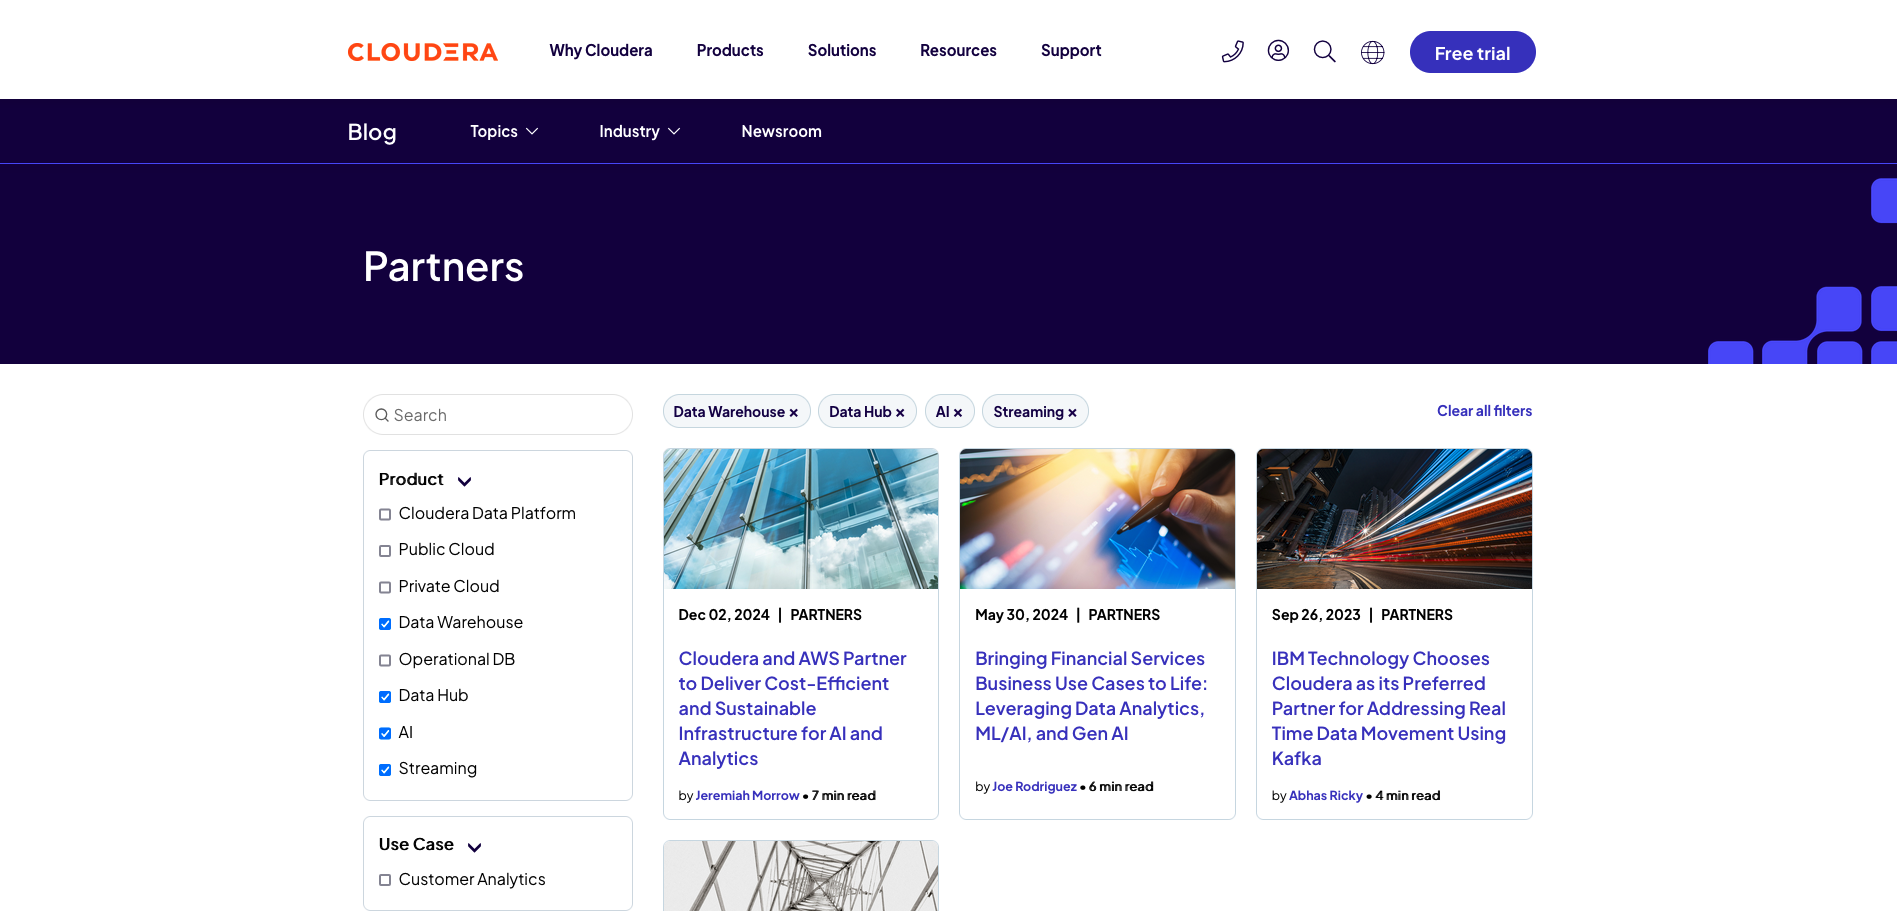 CLOUDERA
Why Cloudera
Products
Solutions
Resources
Support
Free trial
Blog
Topics
Industry
Newsroom
Partners
Search
Data Warehouse ×
Data Hub ×
AI ×
Streaming ×
Clear all filters
Product
Cloudera Data Platform
Public Cloud
Private Cloud
Data Warehouse
Operational DB
Data Hub
AI
Streaming
Use Case
Customer Analytics
Dec 02, 2024 | PARTNERS
Cloudera and AWS Partner
to Deliver Cost-Efficient
and Sustainable
Infrastructure for AI and
Analytics
by Jeremiah Morrow • 7 min read
May 30, 2024 | PARTNERS
Bringing Financial Services
Business Use Cases to Life:
Leveraging Data Analytics,
ML/AI, and Gen AI
by Joe Rodriguez • 6 min read
Sep 26, 2023 | PARTNERS
IBM Technology Chooses
Cloudera as its Preferred
Partner for Addressing Real
Time Data Movement Using
Kafka
by Abhas Ricky • 4 min read